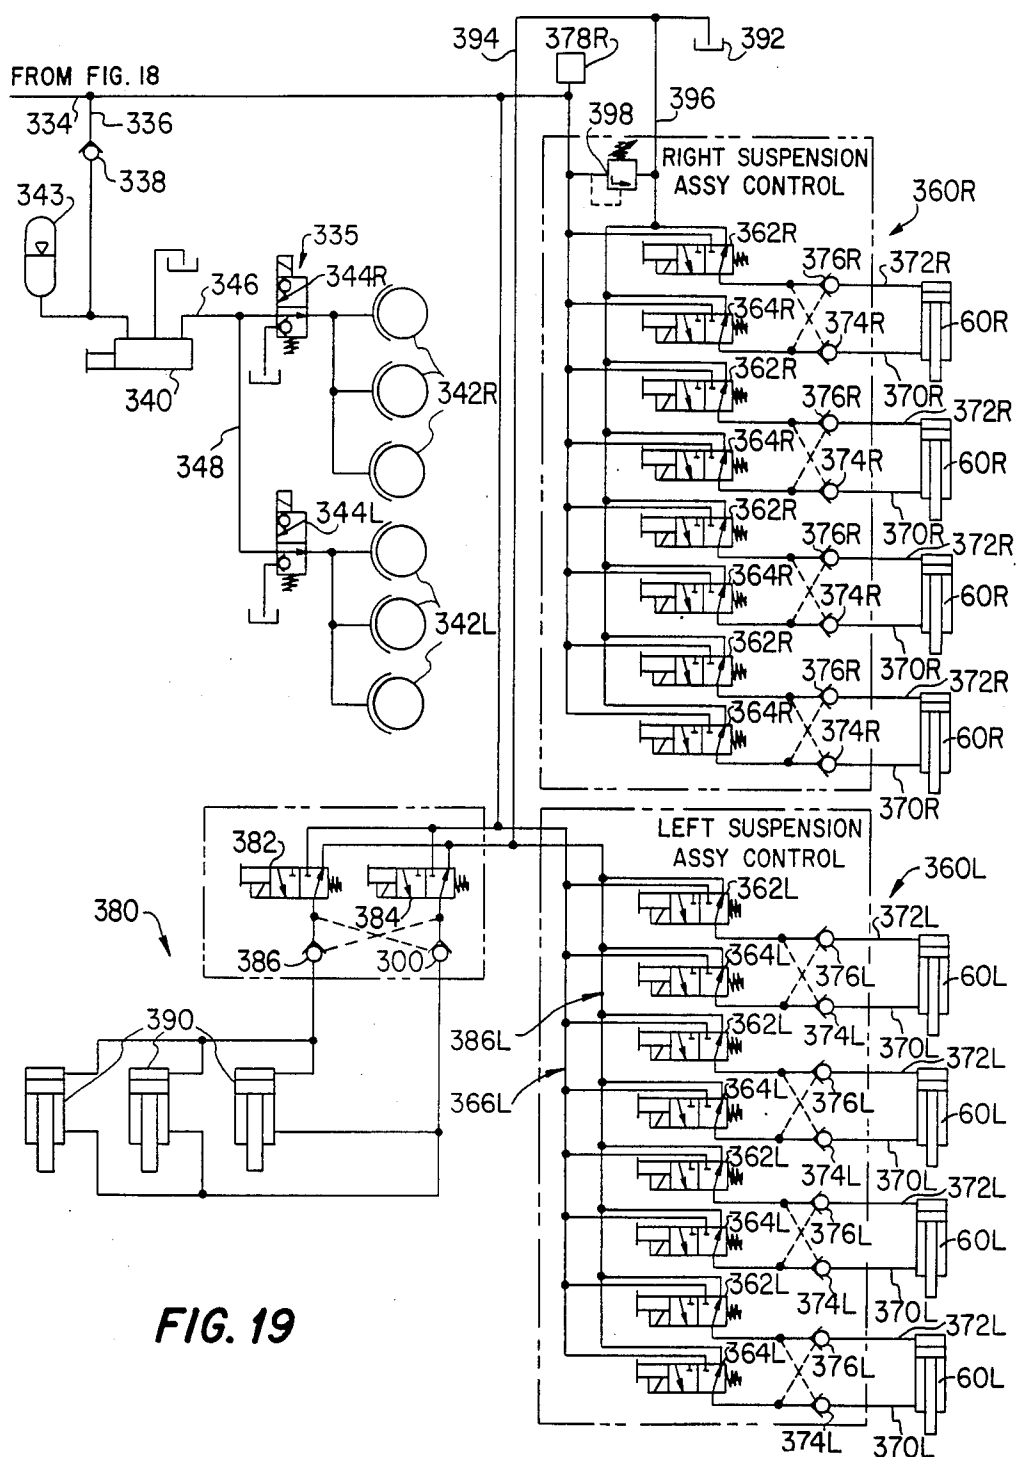 394
378R
392
FROM FIG. 18
334
336
396
398
338
RIGHT SUSPENSION
ASSY CONTROL
343
360R
335
362R
376R
372R
346
344R
364R
60R
374R
340
362R
370R
342R
376R
372R
348
364R
374R
60R
344L
362R
370R
376R
372R
364R
374R
60R
342L
362R
370R
376R
372R
364R
374R
60R
370R
382
LEFT SUSPENSION
ASSY CONTROL
362L
360L
380
384
372L
386
300
364L
376L
60L
386L
374L
390
362L
370L
372L
366L
364L
376L
60L
374L
362L
370L
372L
364L
376L
60L
374L
362L
370L
372L
FIG. 19
364L
376L
60L
374L
370L